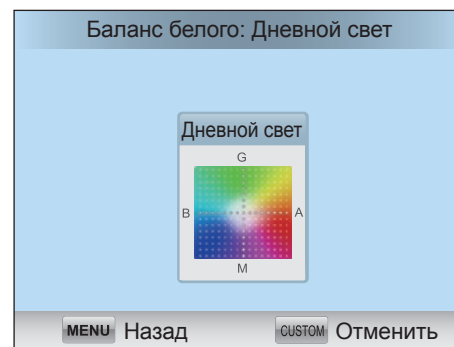 Баланс белого: Дневной свет
Дневной свет
G
B A
M
MENU Назад CUSTOM Отменить